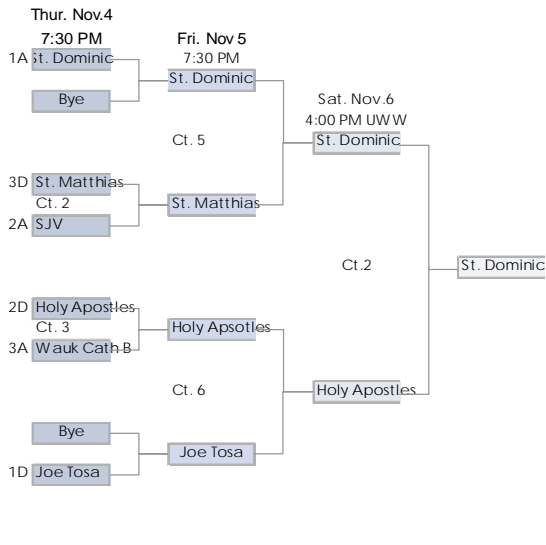 Thur. Nov.4
7:30 PM
Fri. Nov 5
7:30 PM
1A St. Dominic
St. Dominic
Bye
Sat. Nov.6
4:00 PM UWW
Ct. 5
St. Dominic
3D St. Matthias
Ct. 2
St. Matthias
2A SJV
Ct.2
St. Dominic
2D Holy Apostles
Ct. 3
Holy Apsotles
3A Wauk Cath B
Ct. 6
Holy Apostles
Bye
Joe Tosa
1D Joe Tosa